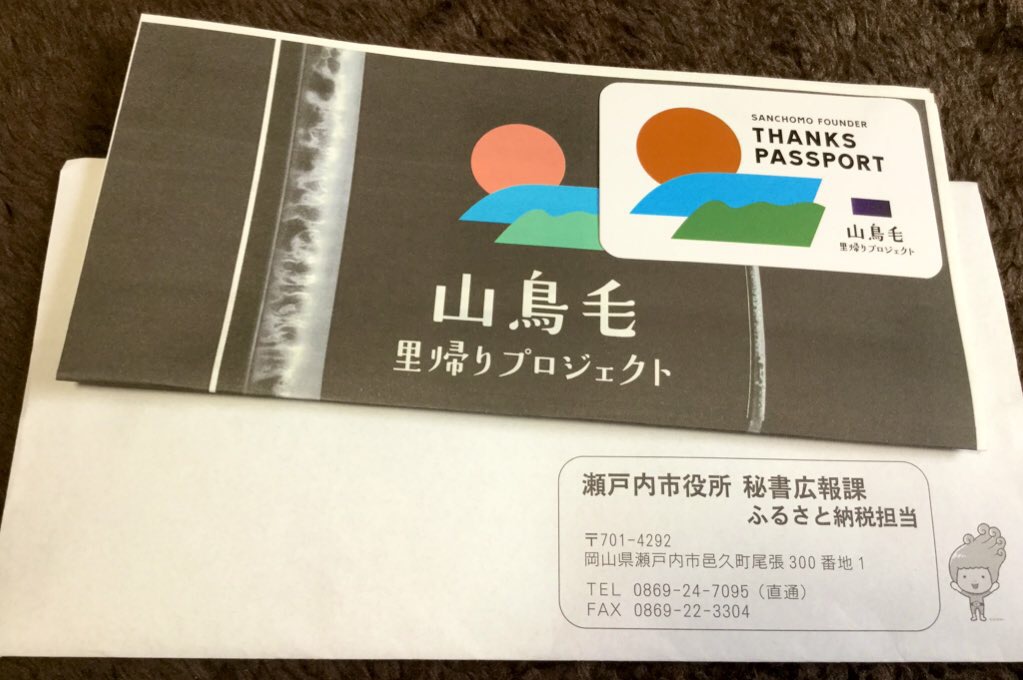 SANCHOMO FOUNDER
THANKS
PASSPORT
山鳥毛
里帰りプロジェクト
山鳥毛
里帰りプロジェクト
瀬戸内市役所 秘書広報課
ふるさと納税担当
〒701-4292
岡山県瀬戸内市邑久町尾張300番地1
TEL 0869-24-7095（直通）
FAX 0869-22-3304